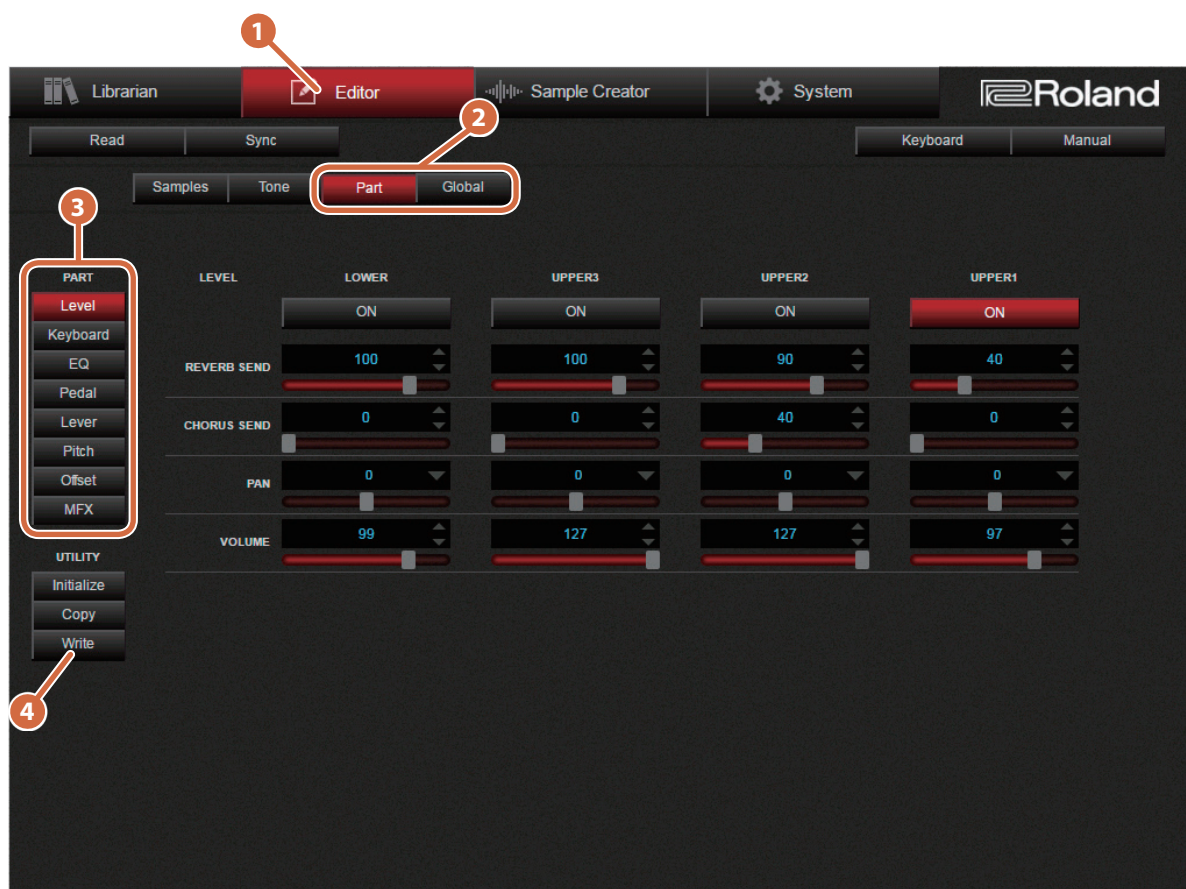 1
Librarian Editor Sample Creator System Roland
2
Read Sync Keyboard Manual
Samples Tone Part Global
3
PART LEVEL LOWER UPPER3 UPPER2 UPPER1
Level ON ON ON ON
Keyboard
EQ REVERB SEND 100 100 90 40
Pedal
Lever CHORUS SEND 0 0 40 0
Pitch
Offset PAN 0 0 0 0
MFX
VOLUME 99 127 127 97
UTILITY
Initialize
Copy
Write
4